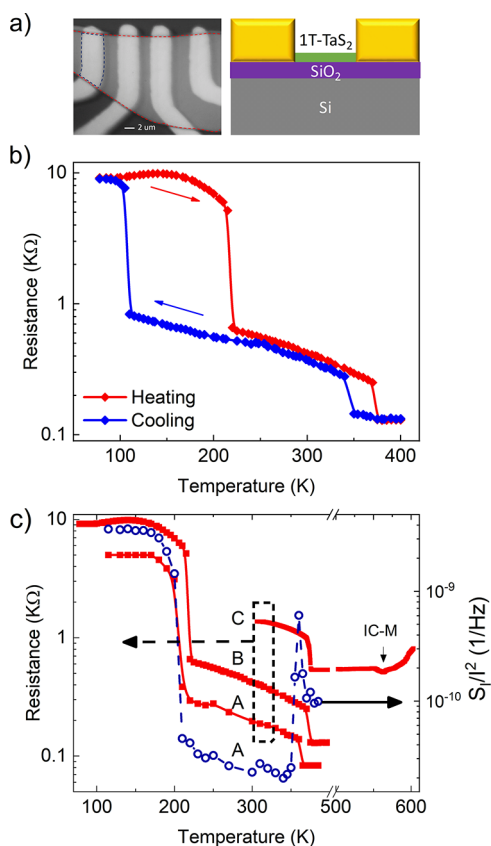 a)
2 um
1T-TaS₂
SiO₂
Si
b)
Resistance (KΩ)
10
1
0.1
Heating
Cooling
100 200 300 400
Temperature (K)
c)
Resistance (KΩ)
10
1
0.1
C
B
A
A
IC-M
10⁻⁹
10⁻¹⁰
S_I/I² (1/Hz)
100 200 300 500 600
Temperature (K)